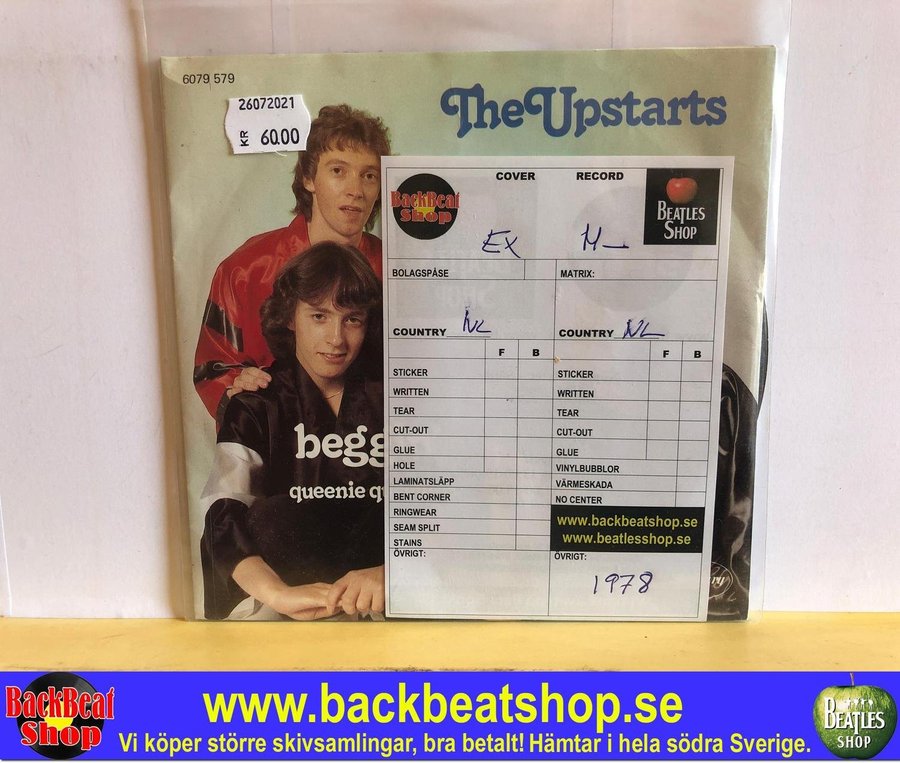 6079 579
26072021
KR 60.00
The Upstarts
COVER RECORD
BackBeat
Shop
BEATLES
SHOP
EX M-
BOLAGSPÅSE MATRIX:
COUNTRY NL COUNTRY NL
F B F B
STICKER STICKER
WRITTEN WRITTEN
TEAR TEAR
CUT-OUT CUT-OUT
GLUE GLUE
HOLE VINYLBUBBLOR
LAMINATSLÄPP VÄRMESKADA
BENT CORNER NO CENTER
RINGWEAR
SEAM SPLIT
STAINS
www.backbeatshop.se
www.beatlesshop.se
ÖVRIGT: ÖVRIGT:
1978
begg
queenie q
BackBeat
Shop
www.backbeatshop.se
Vi köper större skivsamlingar, bra betalt! Hämtar i hela södra Sverige.
BEATLES
SHOP